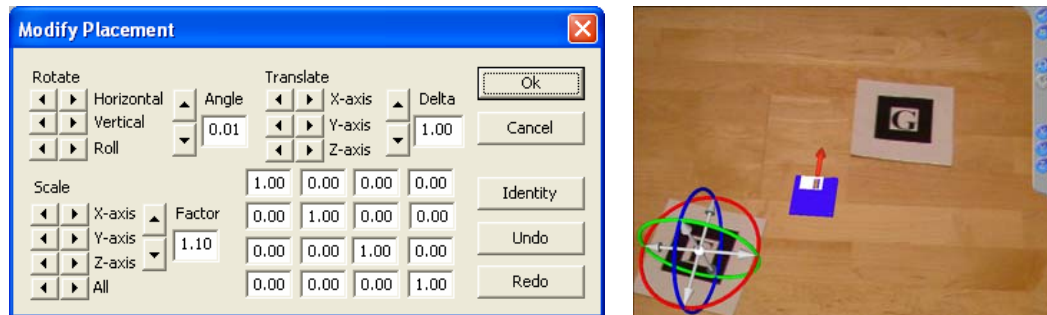 Modify Placement
Rotate
Horizontal
Vertical
Roll
Angle
0.01
Translate
X-axis
Y-axis
Z-axis
Delta
1.00
Ok
Cancel
Scale
X-axis
Y-axis
Z-axis
All
Factor
1.10
1.00 0.00 0.00 0.00
0.00 1.00 0.00 0.00
0.00 0.00 1.00 0.00
0.00 0.00 0.00 1.00
Identity
Undo
Redo
G